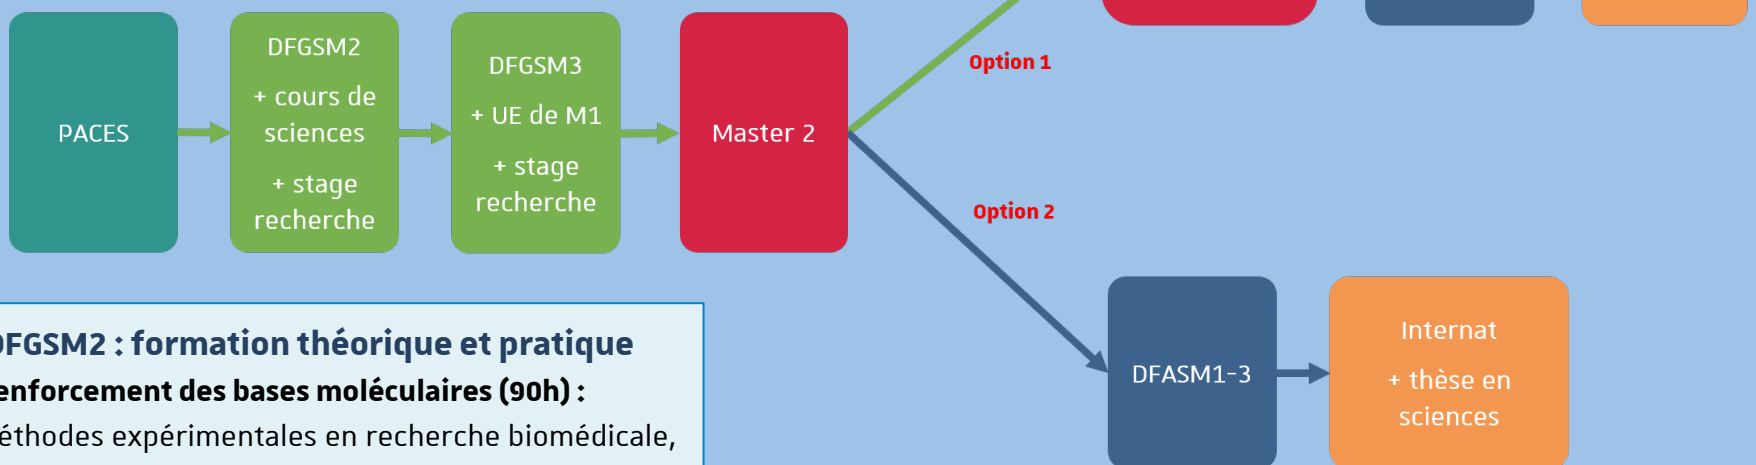 PACES
DFGSM2
+ cours de
sciences
+ stage
recherche
DFGSM3
+ UE de M1
+ stage
recherche
Master 2
Option 1
Option 2
DFASM1-3
Internat
+ thèse en
sciences
DFGSM2 : formation théorique et pratique
enforcement des bases moléculaires (90h) :
éthodes expérimentales en recherche biomédicale,